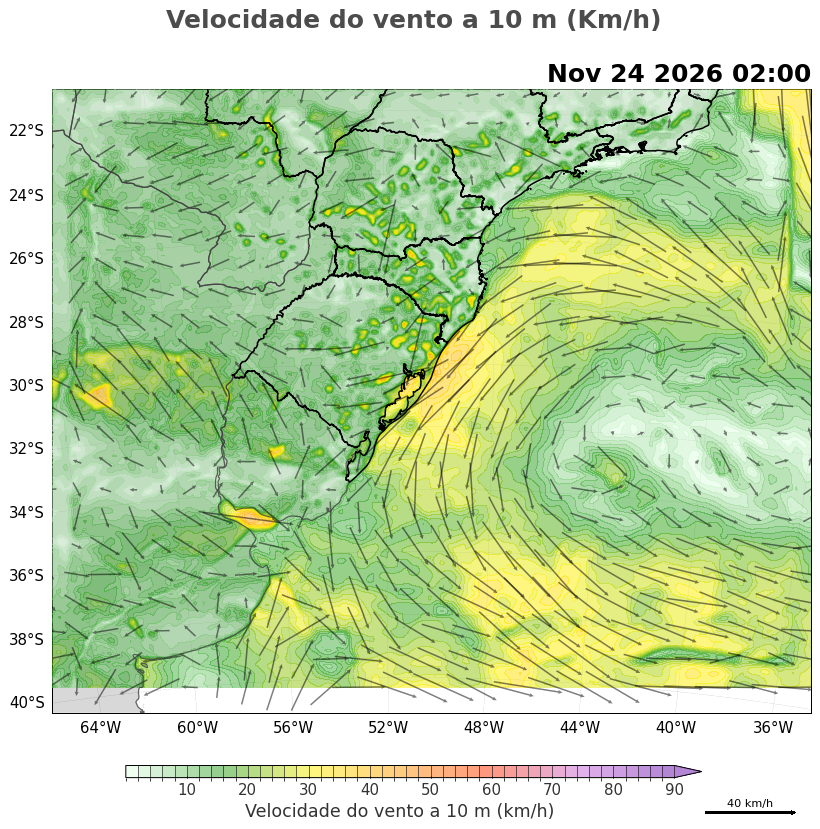 Velocidade do vento a 10 m (Km/h)
Nov 24 2026 02:00
22°S
24°S
26°S
28°S
30°S
32°S
34°S
36°S
38°S
40°S
64°W 60°W 56°W 52°W 48°W 44°W 40°W 36°W
10 20 30 40 50 60 70 80 90
Velocidade do vento a 10 m (km/h)
40 km/h